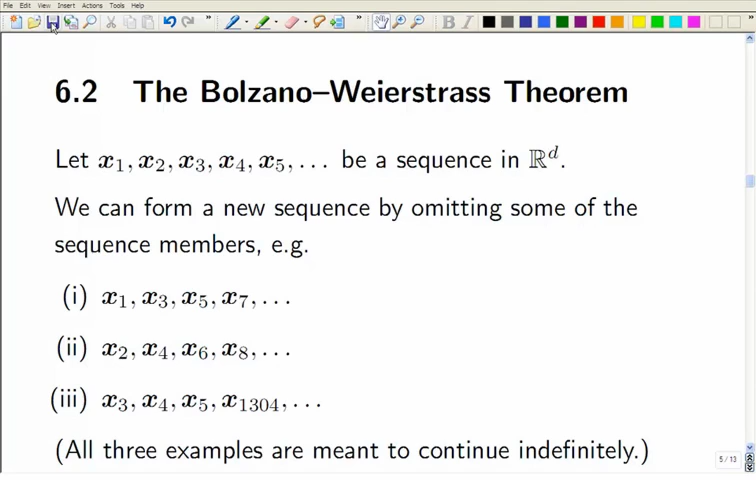 File Edit View Insert Actions Tools Help
6.2 The Bolzano–Weierstrass Theorem
Let x₁, x₂, x₃, x₄, x₅, … be a sequence in ℝᵈ.
We can form a new sequence by omitting some of the
sequence members, e.g.
(i) x₁, x₃, x₅, x₇, …
(ii) x₂, x₄, x₆, x₈, …
(iii) x₃, x₄, x₅, x₁₃₀₄, …
(All three examples are meant to continue indefinitely.)
5 / 13